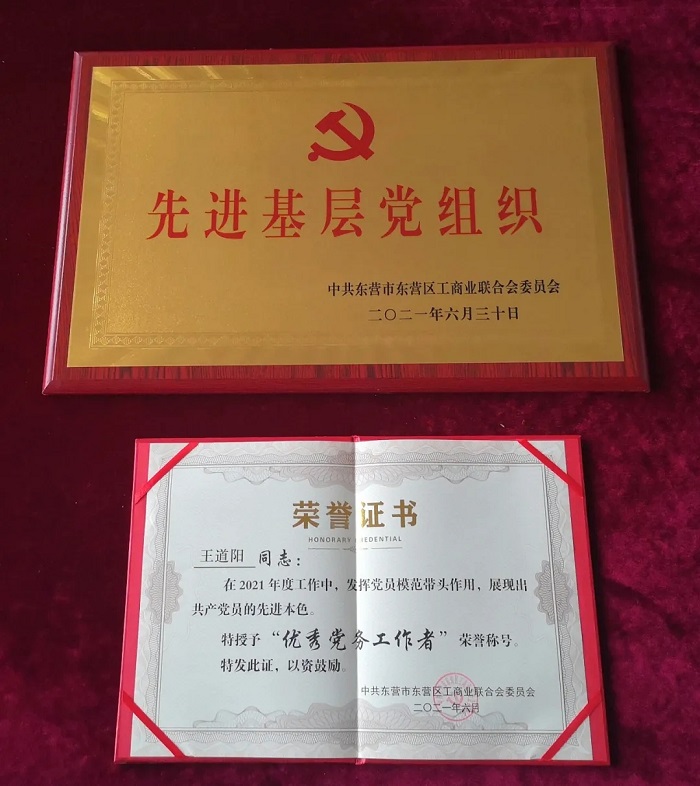 先进基层党组织
中共东营市东营区工商业联合会委员会
二〇二一年六月三十日
荣誉证书
HONORARY CREDENTIAL
王道阳 同志：
在2021年度工作中，发挥党员模范带头作用，展现出
共产党员的先进本色。
特授予“优秀党务工作者”荣誉称号。
特发此证，以资鼓励。
中共东营市东营区工商业联合会委员会
二〇二一年六月